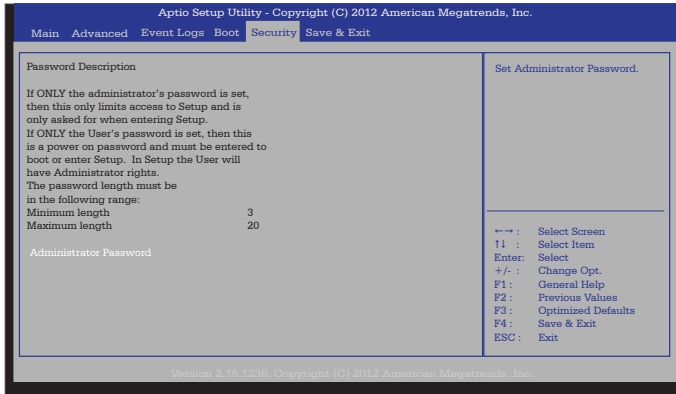 Aptio Setup Utility - Copyright (C) 2012 American Megatrends, Inc.
Main Advanced Event Logs Boot Security Save & Exit
Password Description
If ONLY the administrator's password is set,
then this only limits access to Setup and is
only asked for when entering Setup.
If ONLY the User's password is set, then this
is a power on password and must be entered to
boot or enter Setup. In Setup the User will
have Administrator rights.
The password length must be
in the following range:
Minimum length 3
Maximum length 20
Administrator Password
Set Administrator Password.
←→ : Select Screen
↑↓ : Select Item
Enter: Select
+/- : Change Opt.
F1 : General Help
F2 : Previous Values
F3 : Optimized Defaults
F4 : Save & Exit
ESC : Exit
Version 2.15.1236. Copyright (C) 2012 American Megatrends, Inc.